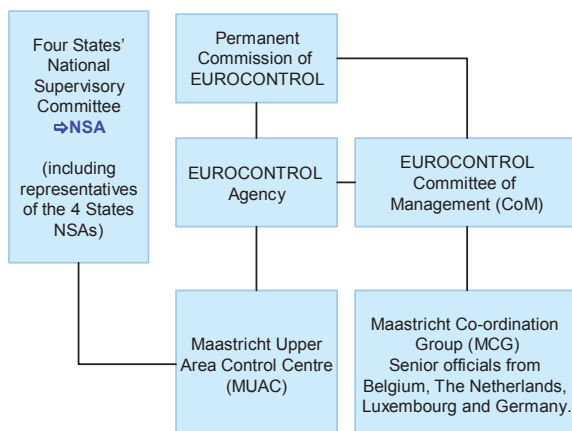 Four States'
National
Supervisory
Committee
⇨NSA
(including
representatives
of the 4 States
NSAs)
Permanent
Commission of
EUROCONTROL
EUROCONTROL
Agency
EUROCONTROL
Committee of
Management (CoM)
Maastricht Upper
Area Control Centre
(MUAC)
Maastricht Co-ordination
Group (MCG)
Senior officials from
Belgium, The Netherlands,
Luxembourg and Germany.